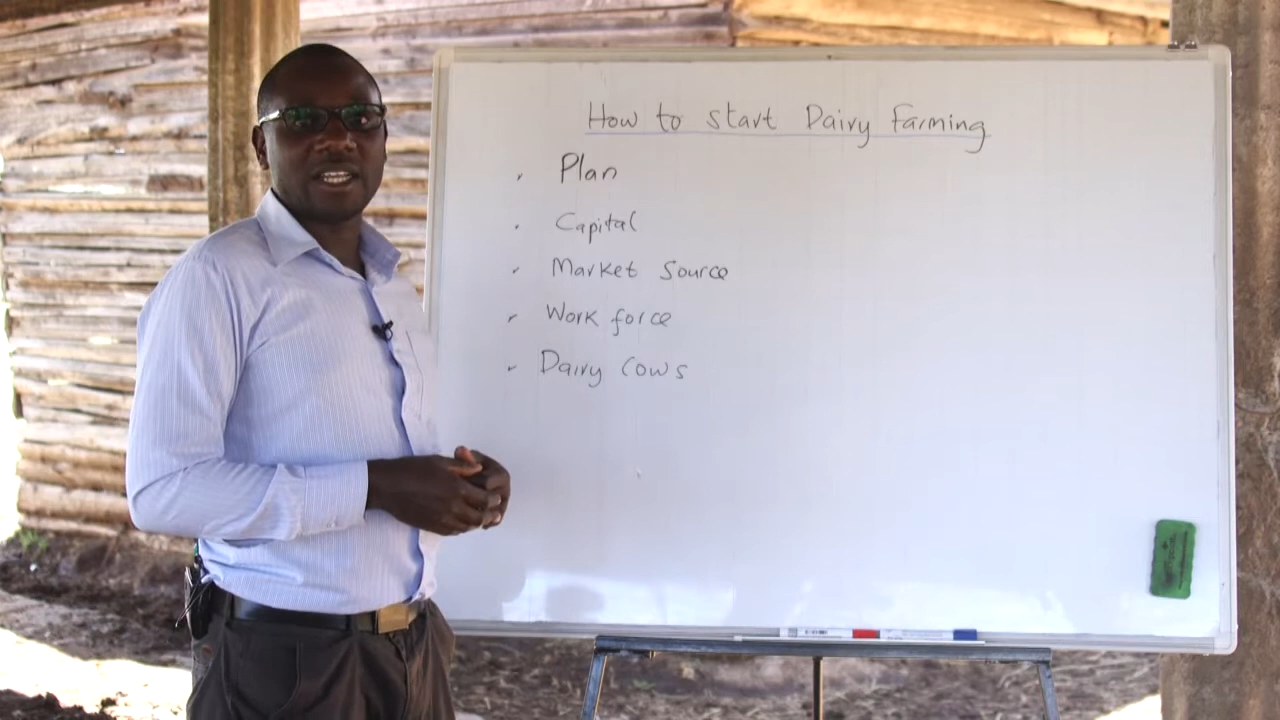 How to start Dairy farming
Plan
Capital
Market Source
Work force
Dairy Cows